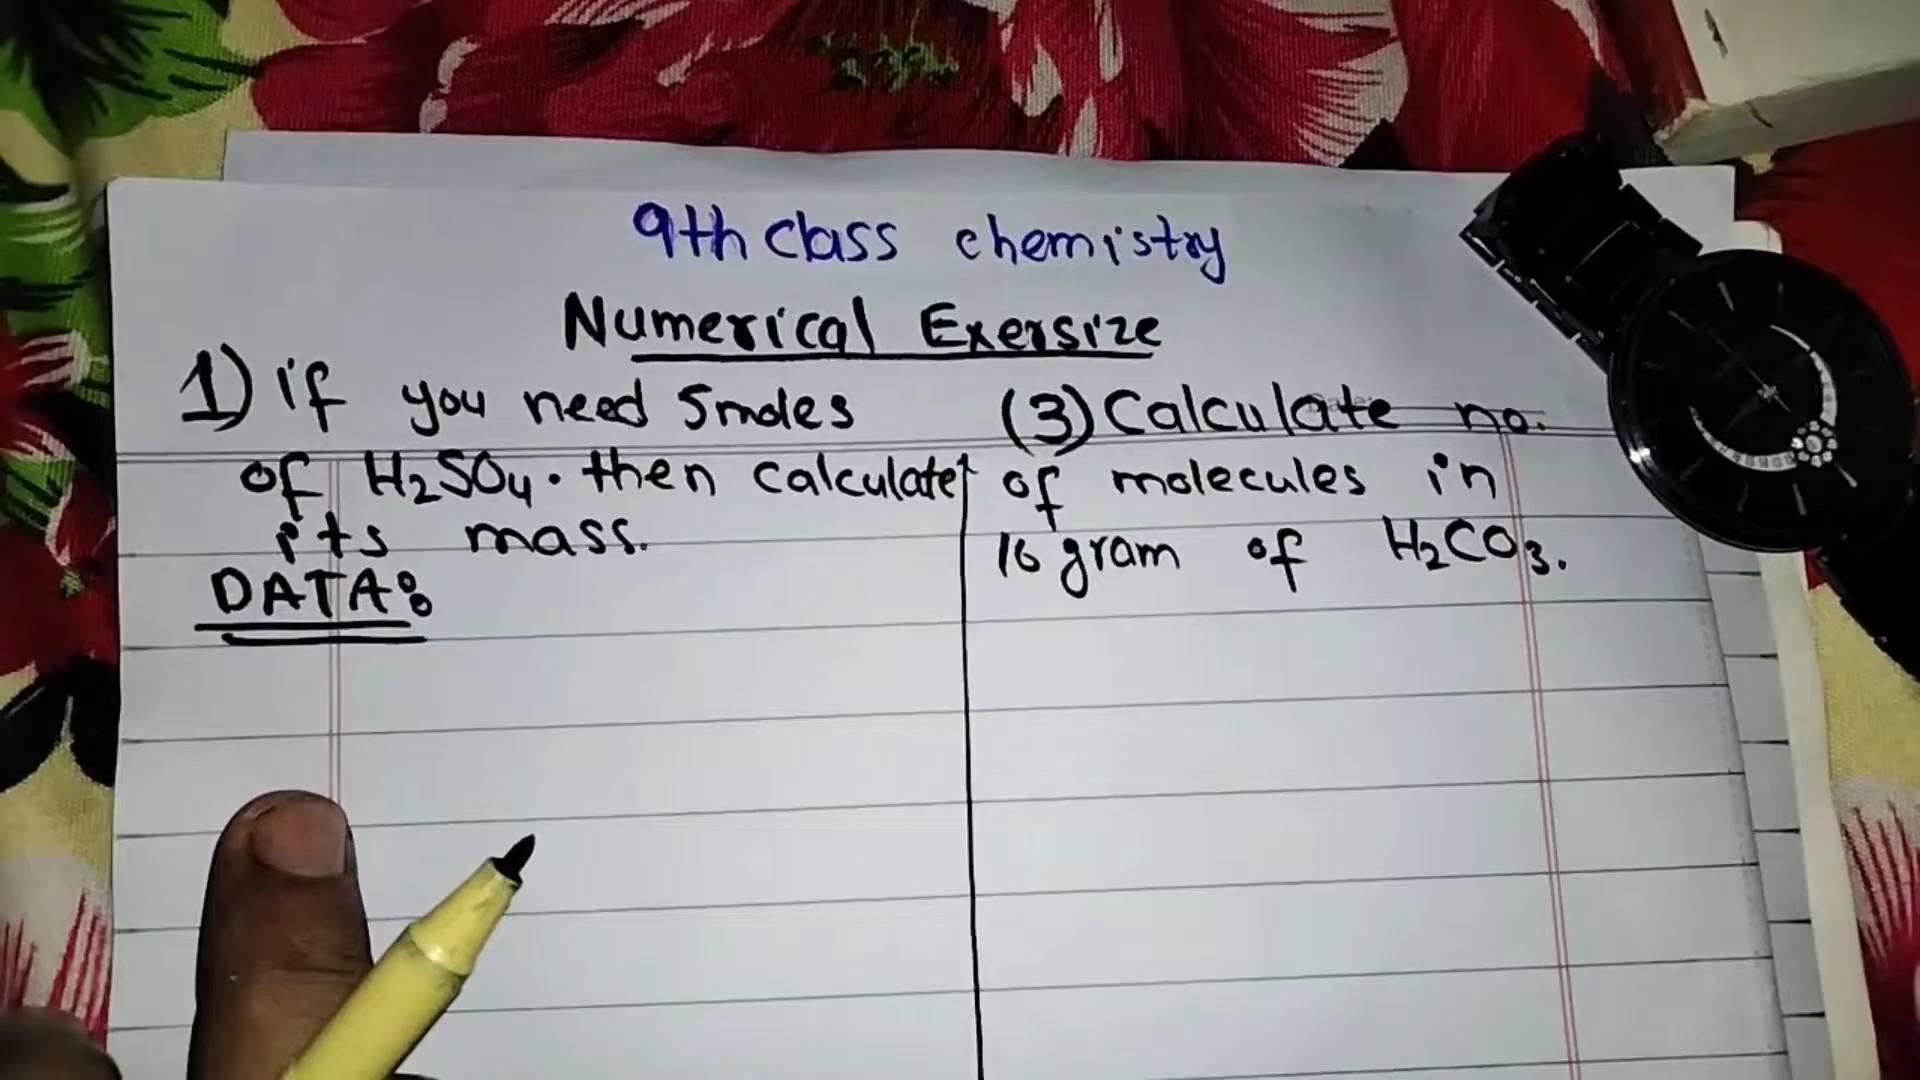 9th class chemistry
Numerical Exersize
1) if you need 5moles
of H₂SO₄. then calculate
its mass.
DATA:
(3) Calculate no.
of molecules in
16 gram of H₂CO₃.